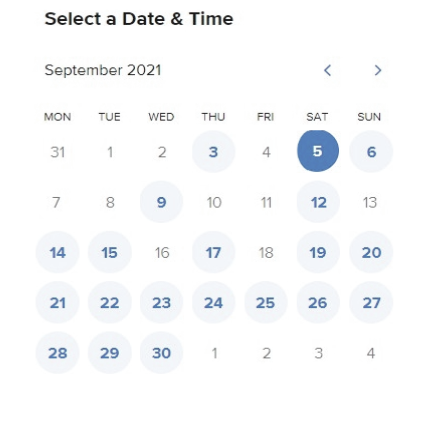 Select a Date & Time
September 2021
MON TUE WED THU FRI SAT SUN
31 1 2 3 4 5 6
7 8 9 10 11 12 13
14 15 16 17 18 19 20
21 22 23 24 25 26 27
28 29 30 1 2 3 4